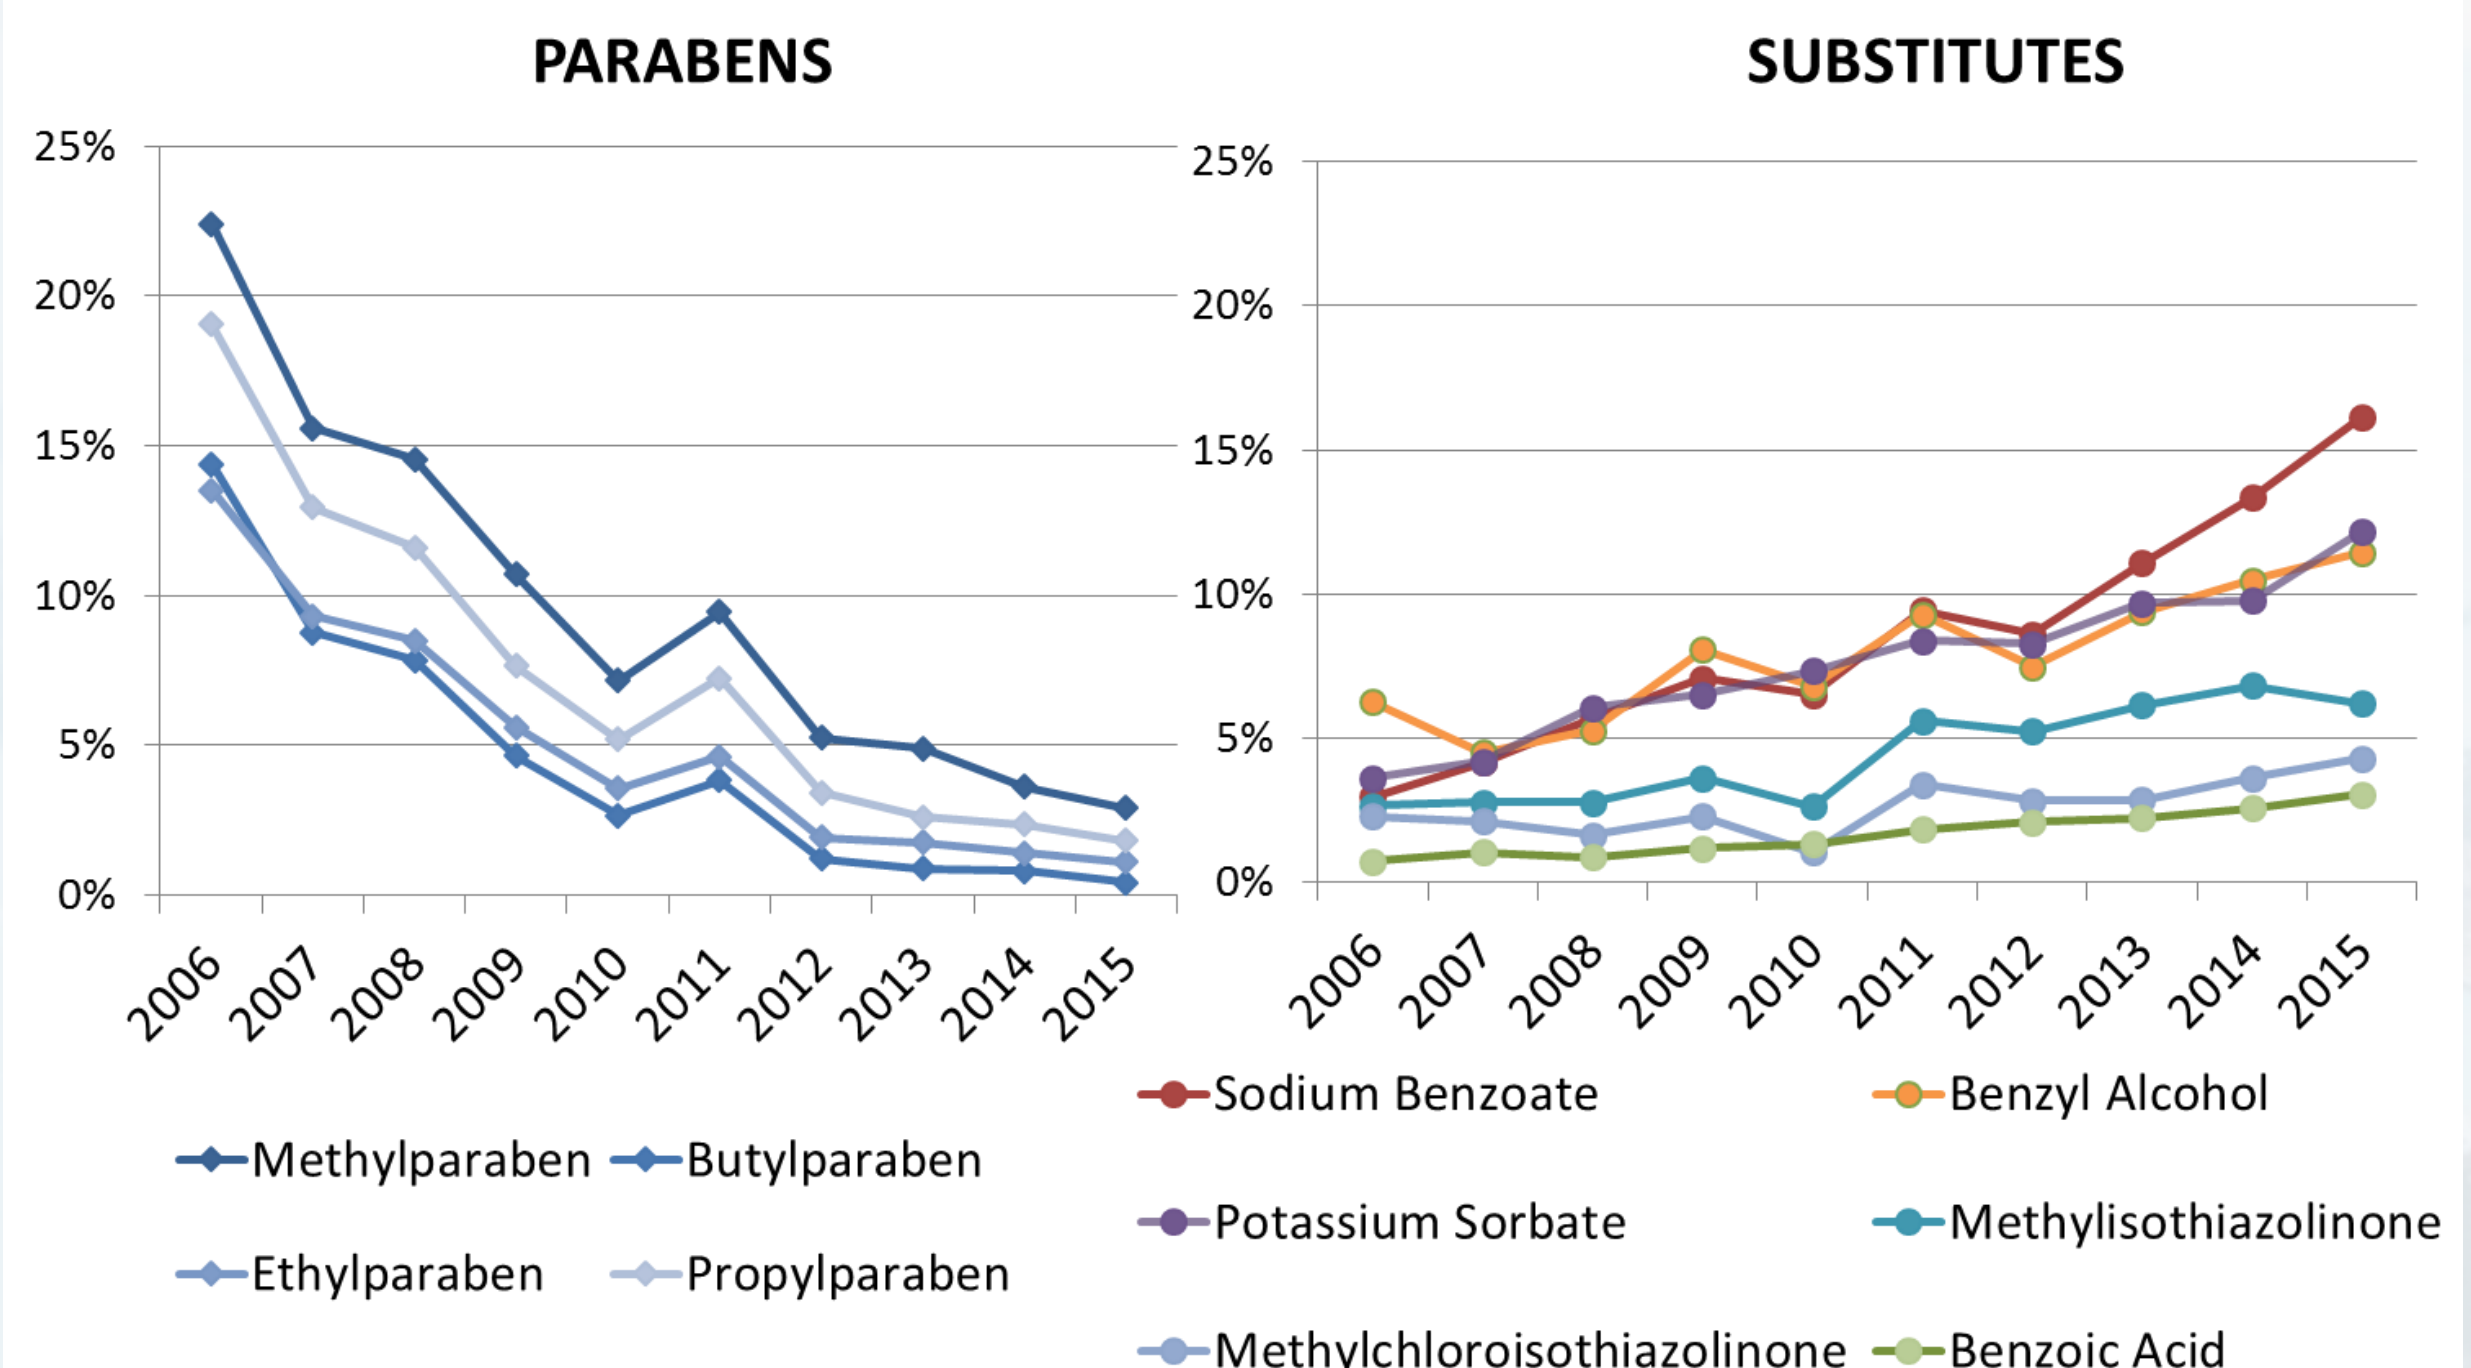 PARABENS
25%
20%
15%
10%
5%
0%
2006
2007
2008
2009
2010
2011
2012
2013
2014
2015
Methylparaben
Butylparaben
Ethylparaben
Propylparaben
SUBSTITUTES
25%
20%
15%
10%
5%
0%
2006
2007
2008
2009
2010
2011
2012
2013
2014
2015
Sodium Benzoate
Benzyl Alcohol
Potassium Sorbate
Methylisothiazolinone
Methylchloroisothiazolinone
Benzoic Acid